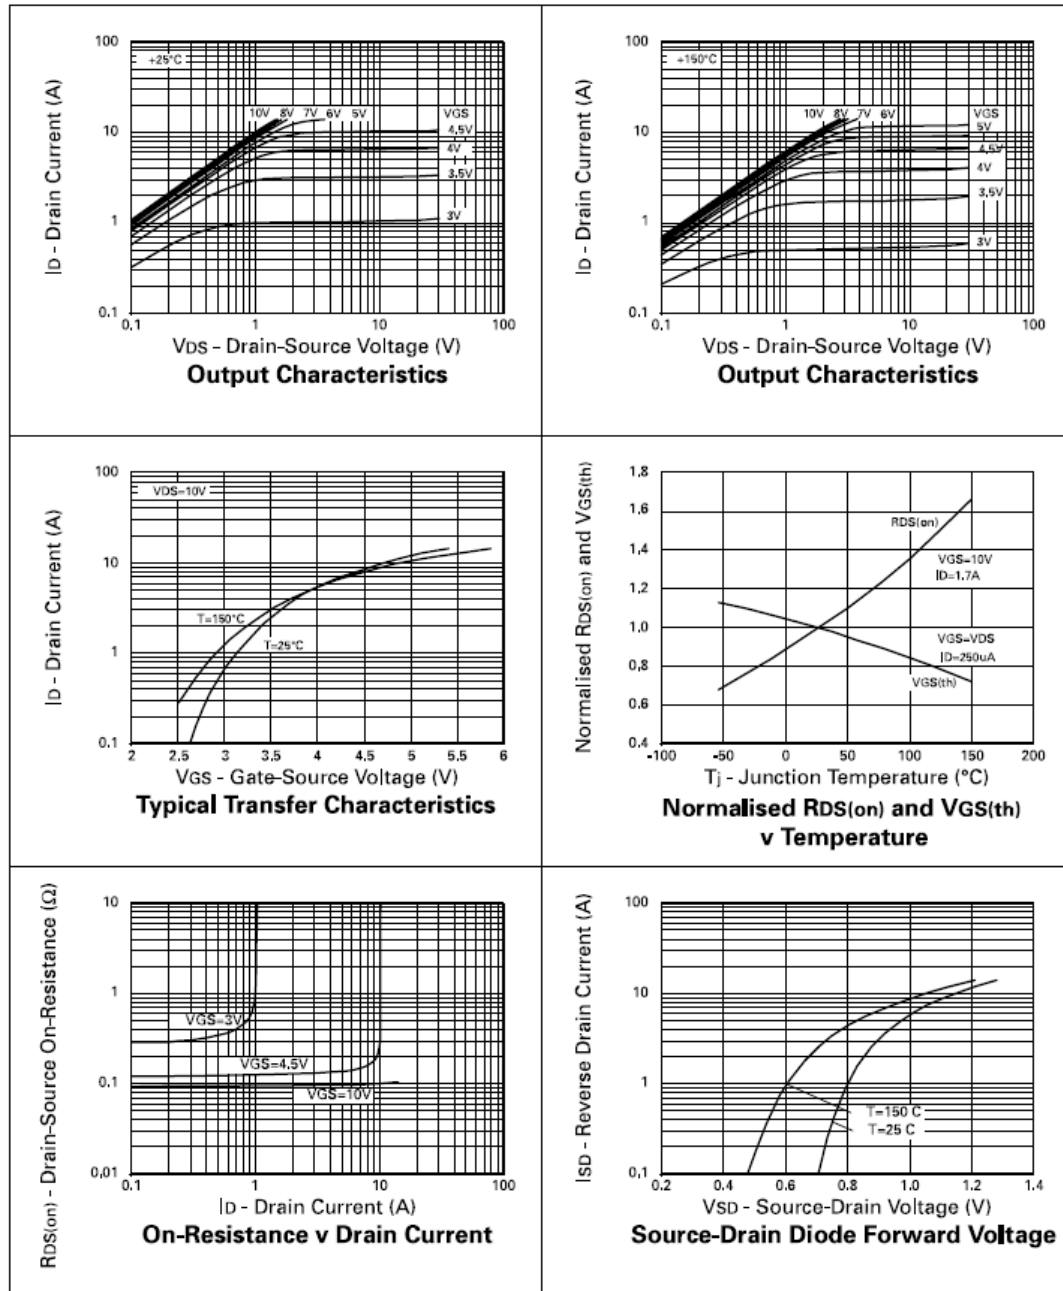 ID - Drain Current (A)
100
10
1
0.1
+25°C
10V 8V 7V 6V 5V VGS
4.5V
4V
3.5V
3V
0.1 1 10 100
VDS - Drain-Source Voltage (V)
Output Characteristics
ID - Drain Current (A)
100
10
1
0.1
+150°C
10V 8V 7V 6V VGS
5V
4.5V
4V
3.5V
3V
0.1 1 10 100
VDS - Drain-Source Voltage (V)
Output Characteristics
ID - Drain Current (A)
100
10
1
0.1
VDS=10V
T=150°C
T=25°C
2 2.5 3 3.5 4 4.5 5 5.5 6
VGS - Gate-Source Voltage (V)
Typical Transfer Characteristics
Normalised RDS(on) and VGS(th)
1.8
1.6
1.4
1.2
1.0
0.8
0.6
0.4
RDS(on)
VGS=10V
ID=1.7A
VGS=VDS
ID=250uA
VGS(th)
-100 -50 0 50 100 150 200
Tj - Junction Temperature (°C)
Normalised RDS(on) and VGS(th)
v Temperature
RDS(on) - Drain-Source On-Resistance (Ω)
10
1
0.1
0,01
VGS=3V
VGS=4.5V
VGS=10V
0.1 1 10 100
ID - Drain Current (A)
On-Resistance v Drain Current
ISD - Reverse Drain Current (A)
100
10
1
0,1
T=150 C
T=25 C
0.2 0.4 0.6 0.8 1.0 1.2 1.4
VSD - Source-Drain Voltage (V)
Source-Drain Diode Forward Voltage